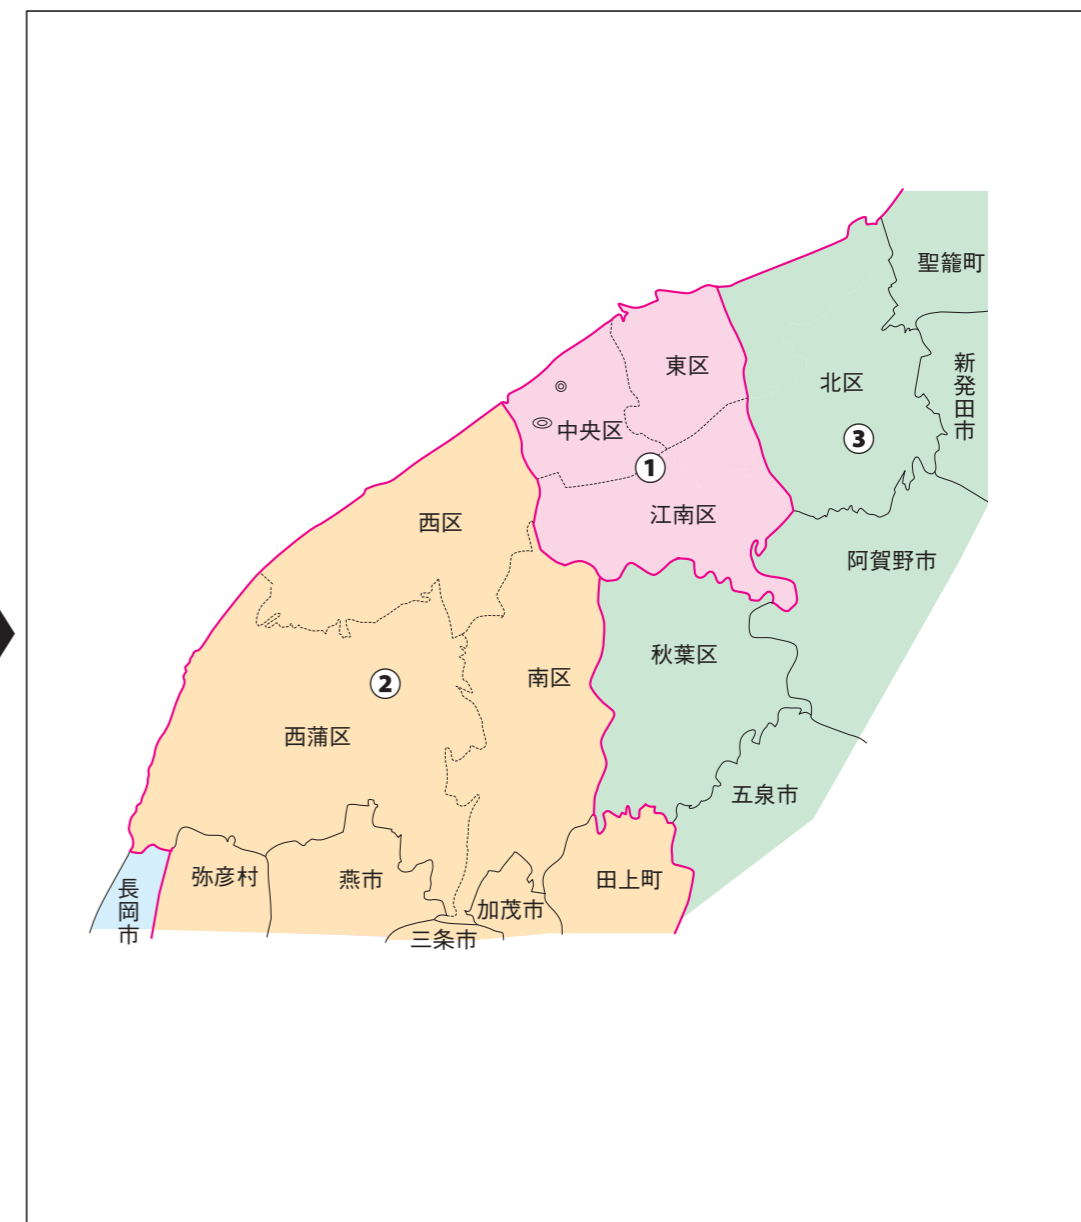 聖籠町
新発田市
東区
北区
中央区
③
①
江南区
西区
阿賀野市
秋葉区
南区
②
西蒲区
五泉市
弥彦村
燕市
田上町
長岡市
加茂市
三条市